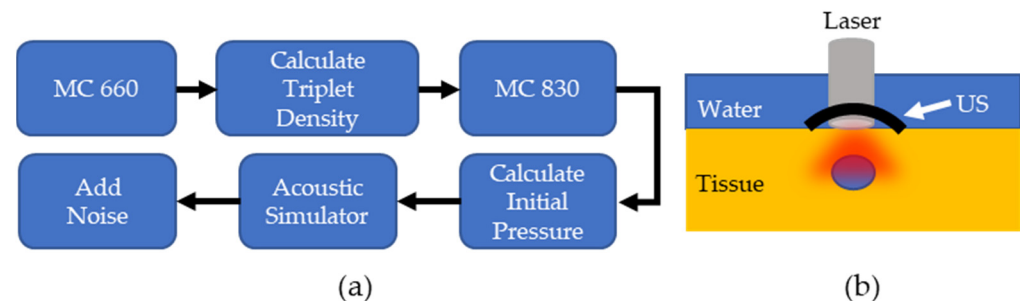 MC 660
Calculate
Triplet
Density
MC 830
Calculate
Initial
Pressure
Acoustic
Simulator
Add
Noise
(a)
Laser
Water
US
Tissue
(b)